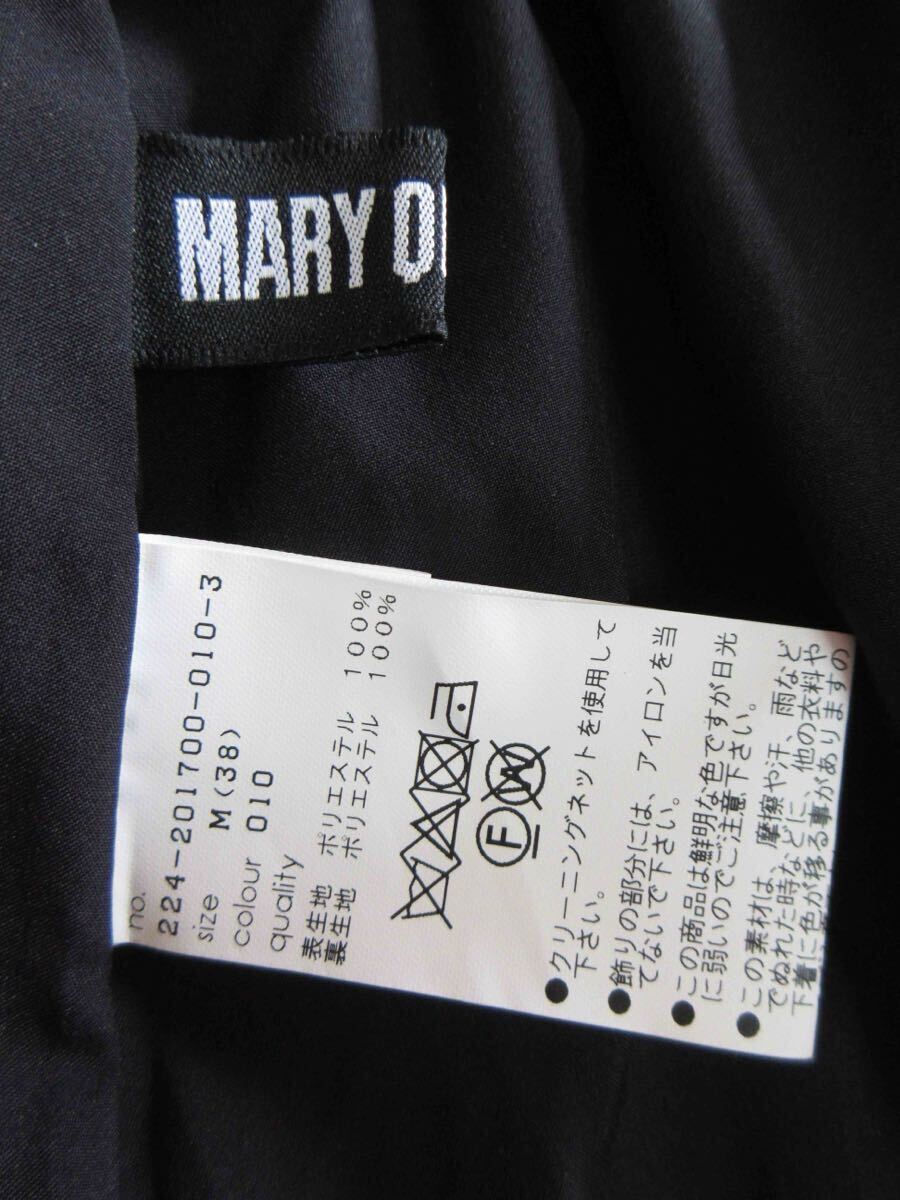 MARY Q
no.
224-201700-010-3
size M(38)
colour 010
quality
表生地 ポリエステル 100%
裏生地 ポリエステル 100%
F W
●クリーニングネットを使用して
下さい。
●飾りの部分には、アイロンを当
てないで下さい。
●この商品は鮮明な色ですが日光
に弱いのでご注意下さい。
●この素材は、摩擦や汗、雨など
でぬれた時などに、他の衣料や
下着に色が移る事がありますの